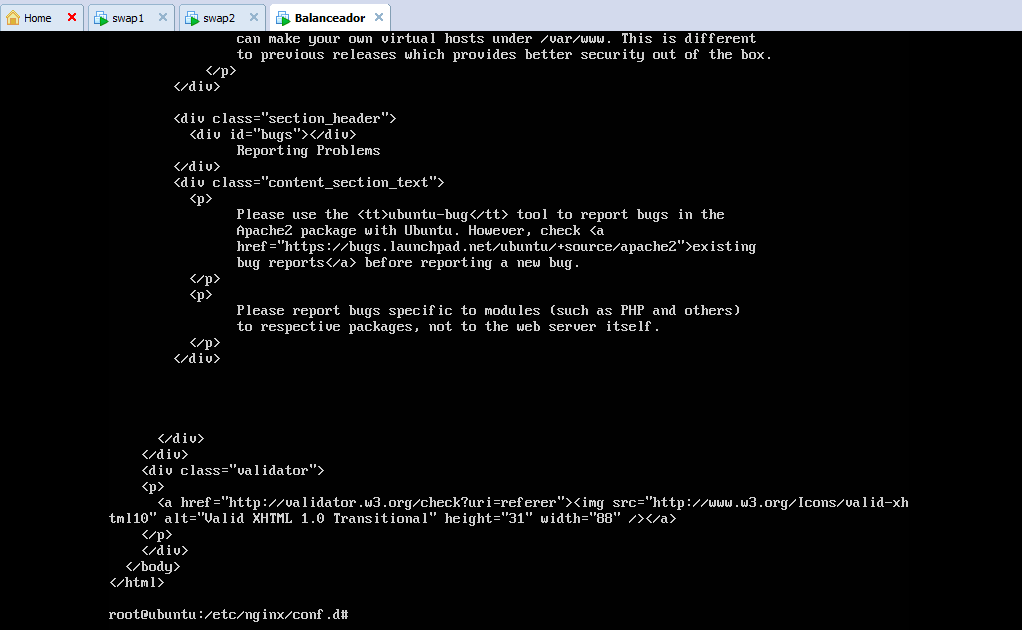 Home swap1 swap2 Balanceador
can make your own virtual hosts under /var/www. This is different
to previous releases which provides better security out of the box.
</p>
</div>
<div class="section_header">
<div id="bugs"></div>
Reporting Problems
</div>
<div class="content_section_text">
<p>
Please use the <tt>ubuntu-bug</tt> tool to report bugs in the
Apache2 package with Ubuntu. However, check <a
href="https://bugs.launchpad.net/ubuntu/+source/apache2">existing
bug reports</a> before reporting a new bug.
</p>
<p>
Please report bugs specific to modules (such as PHP and others)
to respective packages, not to the web server itself.
</p>
</div>
</div>
</div>
<div class="validator">
<p>
<a href="http://validator.w3.org/check?uri=referer"><img src="http://www.w3.org/Icons/valid-xh
tml10" alt="Valid XHTML 1.0 Transitional" height="31" width="88" /></a>
</p>
</div>
</body>
</html>
root@ubuntu:/etc/nginx/conf.d#